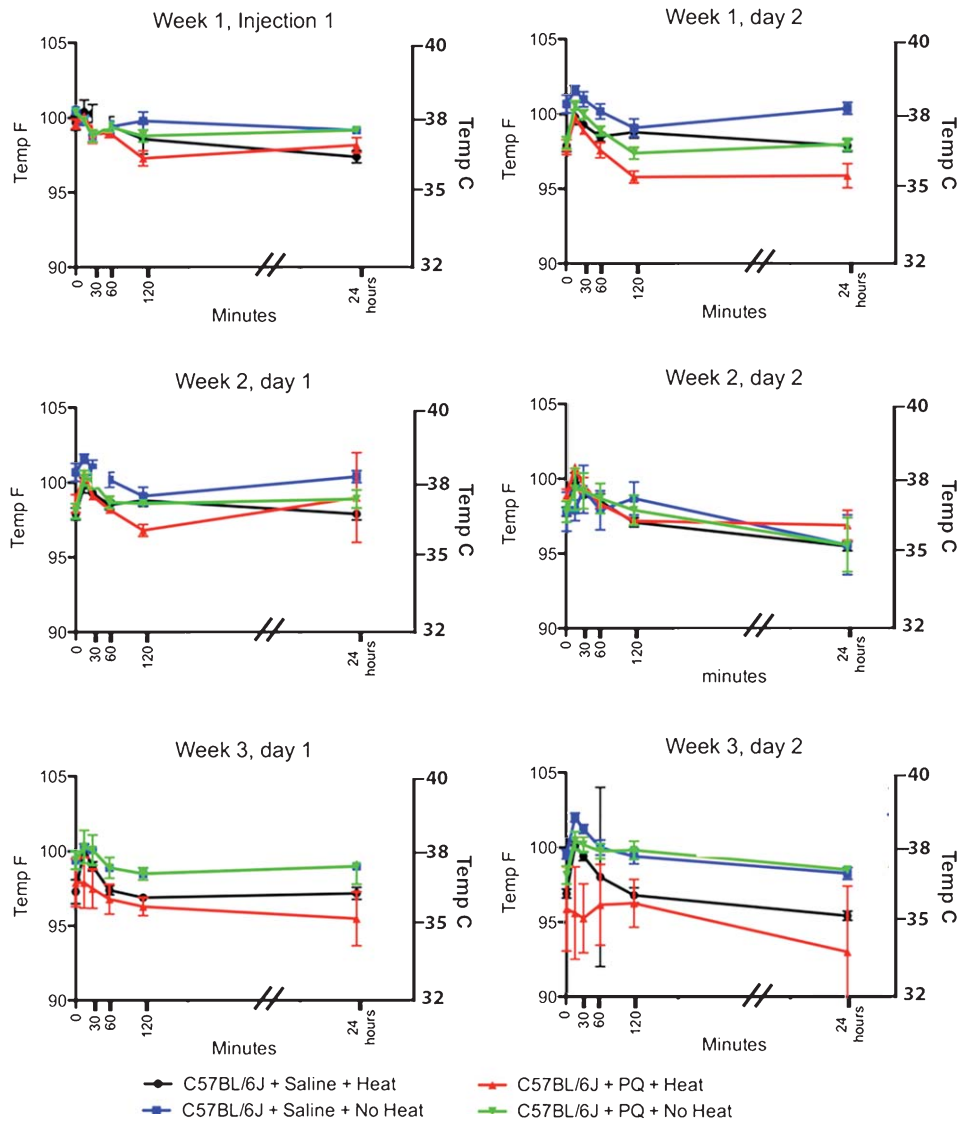 Week 1, Injection 1
105
100
95
90
Temp F
40
38
35
32
Temp C
0
30
60
120
24
hours
Minutes
Week 1, day 2
105
100
95
90
Temp F
40
38
35
32
Temp C
0
30
60
120
24
hours
Minutes
Week 2, day 1
105
100
95
90
Temp F
40
38
35
32
Temp C
0
30
60
120
24
hours
Week 2, day 2
105
100
95
90
Temp F
40
38
35
32
Temp C
0
30
60
120
24
hours
minutes
Week 3, day 1
105
100
95
90
Temp F
40
38
35
32
Temp C
0
30
60
120
24
hours
Minutes
Week 3, day 2
105
100
95
90
Temp F
40
38
35
32
Temp C
0
30
60
120
24
hours
Minutes
C57BL/6J + Saline + Heat
C57BL/6J + PQ + Heat
C57BL/6J + Saline + No Heat
C57BL/6J + PQ + No Heat